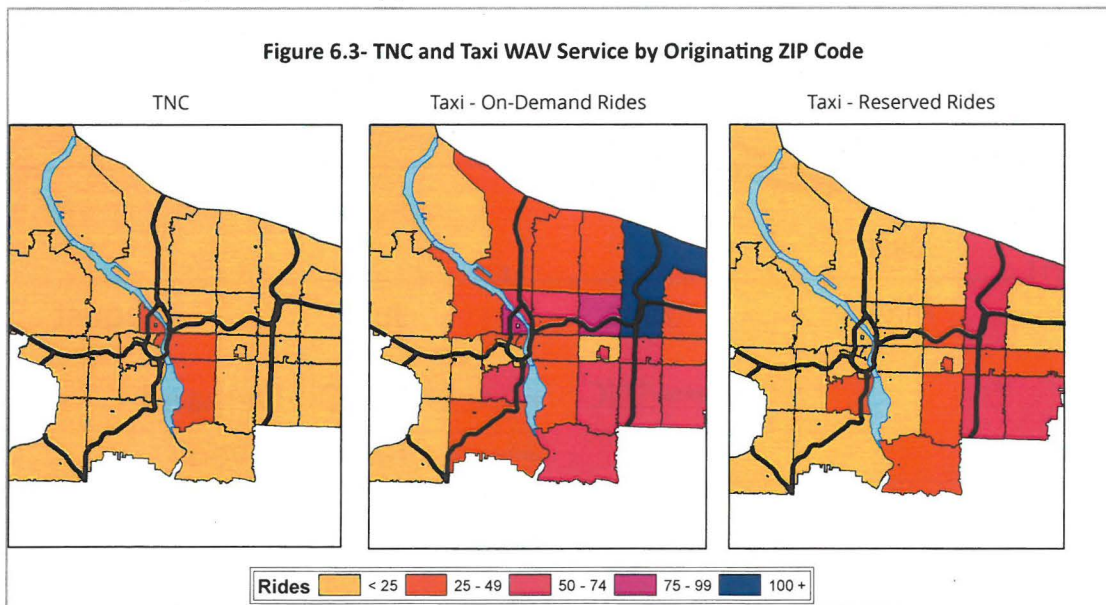 Figure 6.3- TNC and Taxi WAV Service by Originating ZIP Code
TNC
Taxi - On-Demand Rides
Taxi - Reserved Rides
Rides < 25 25 - 49 50 - 74 75 - 99 100 +